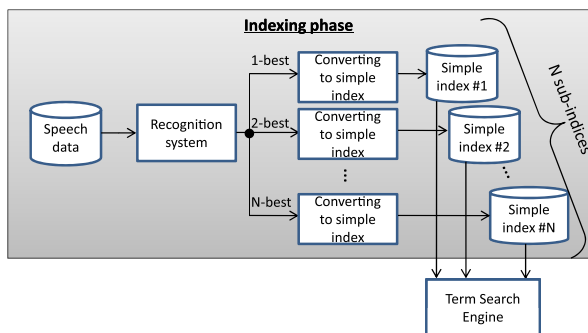 Indexing phase
1-best
Converting
to simple
index
Simple
index #1
Speech
data
Recognition
system
2-best
Converting
to simple
index
Simple
index #2
...
...
N-best
Converting
to simple
index
Simple
index #N
N sub-indices
Term Search
Engine